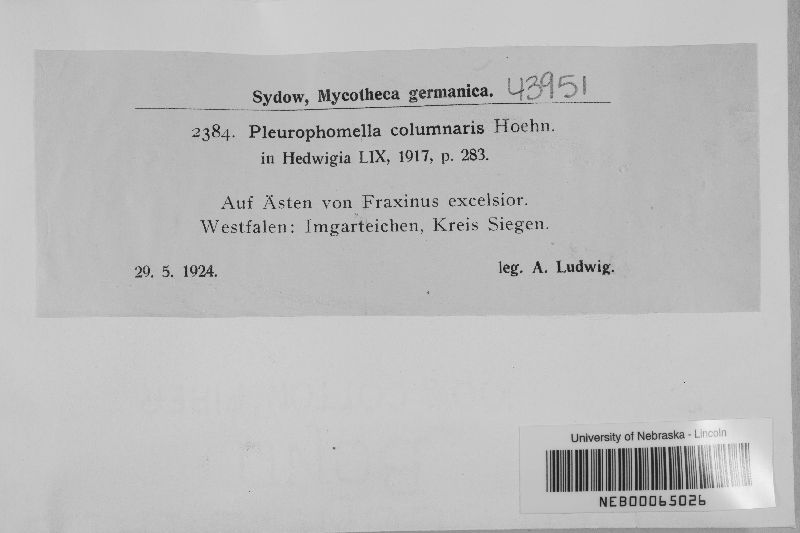 Sydow, Mycotheca germanica. 43951
2384. Pleurophomella columnaris Hoehn.
in Hedwigia LIX, 1917, p. 283.
Auf Ästen von Fraxinus excelsior.
Westfalen: Imgarteichen, Kreis Siegen.
29. 5. 1924. leg. A. Ludwig.
University of Nebraska - Lincoln
NEB00065026